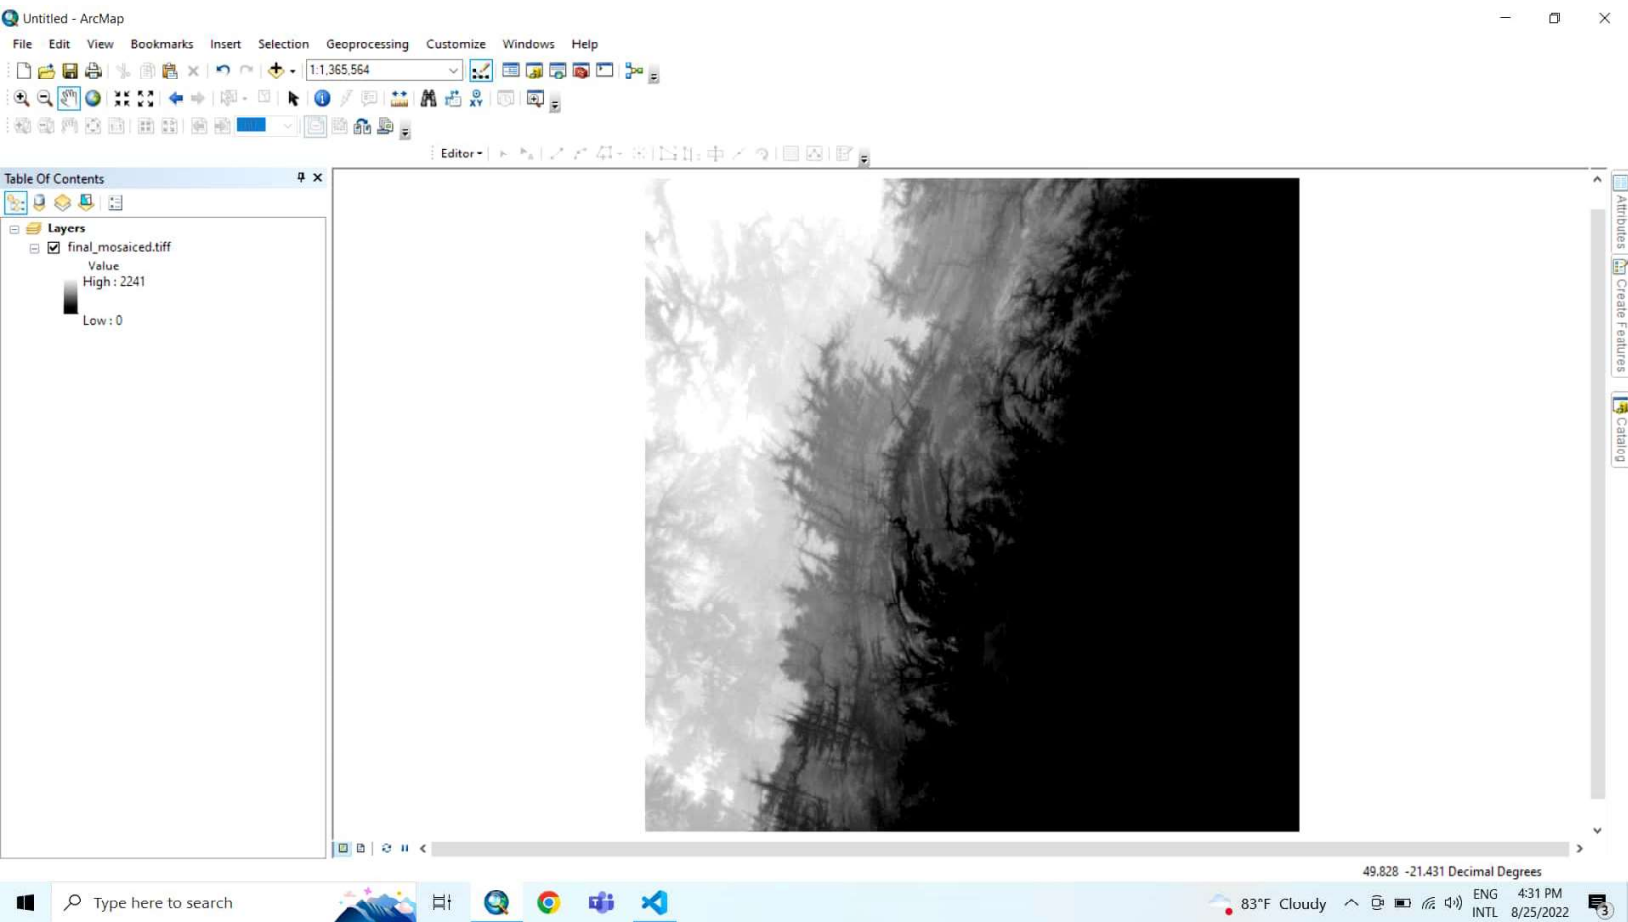 Untitled - ArcMap
File Edit View Bookmarks Insert Selection Geoprocessing Customize Windows Help
1:1,365,564
XY
Editor
Table Of Contents
Layers
final_mosaiced.tiff
Value
High : 2241
Low : 0
Attributes
Create Features
Catalog
49.828 -21.431 Decimal Degrees
Type here to search
83°F Cloudy
ENG
INTL
4:31 PM
8/25/2022
3